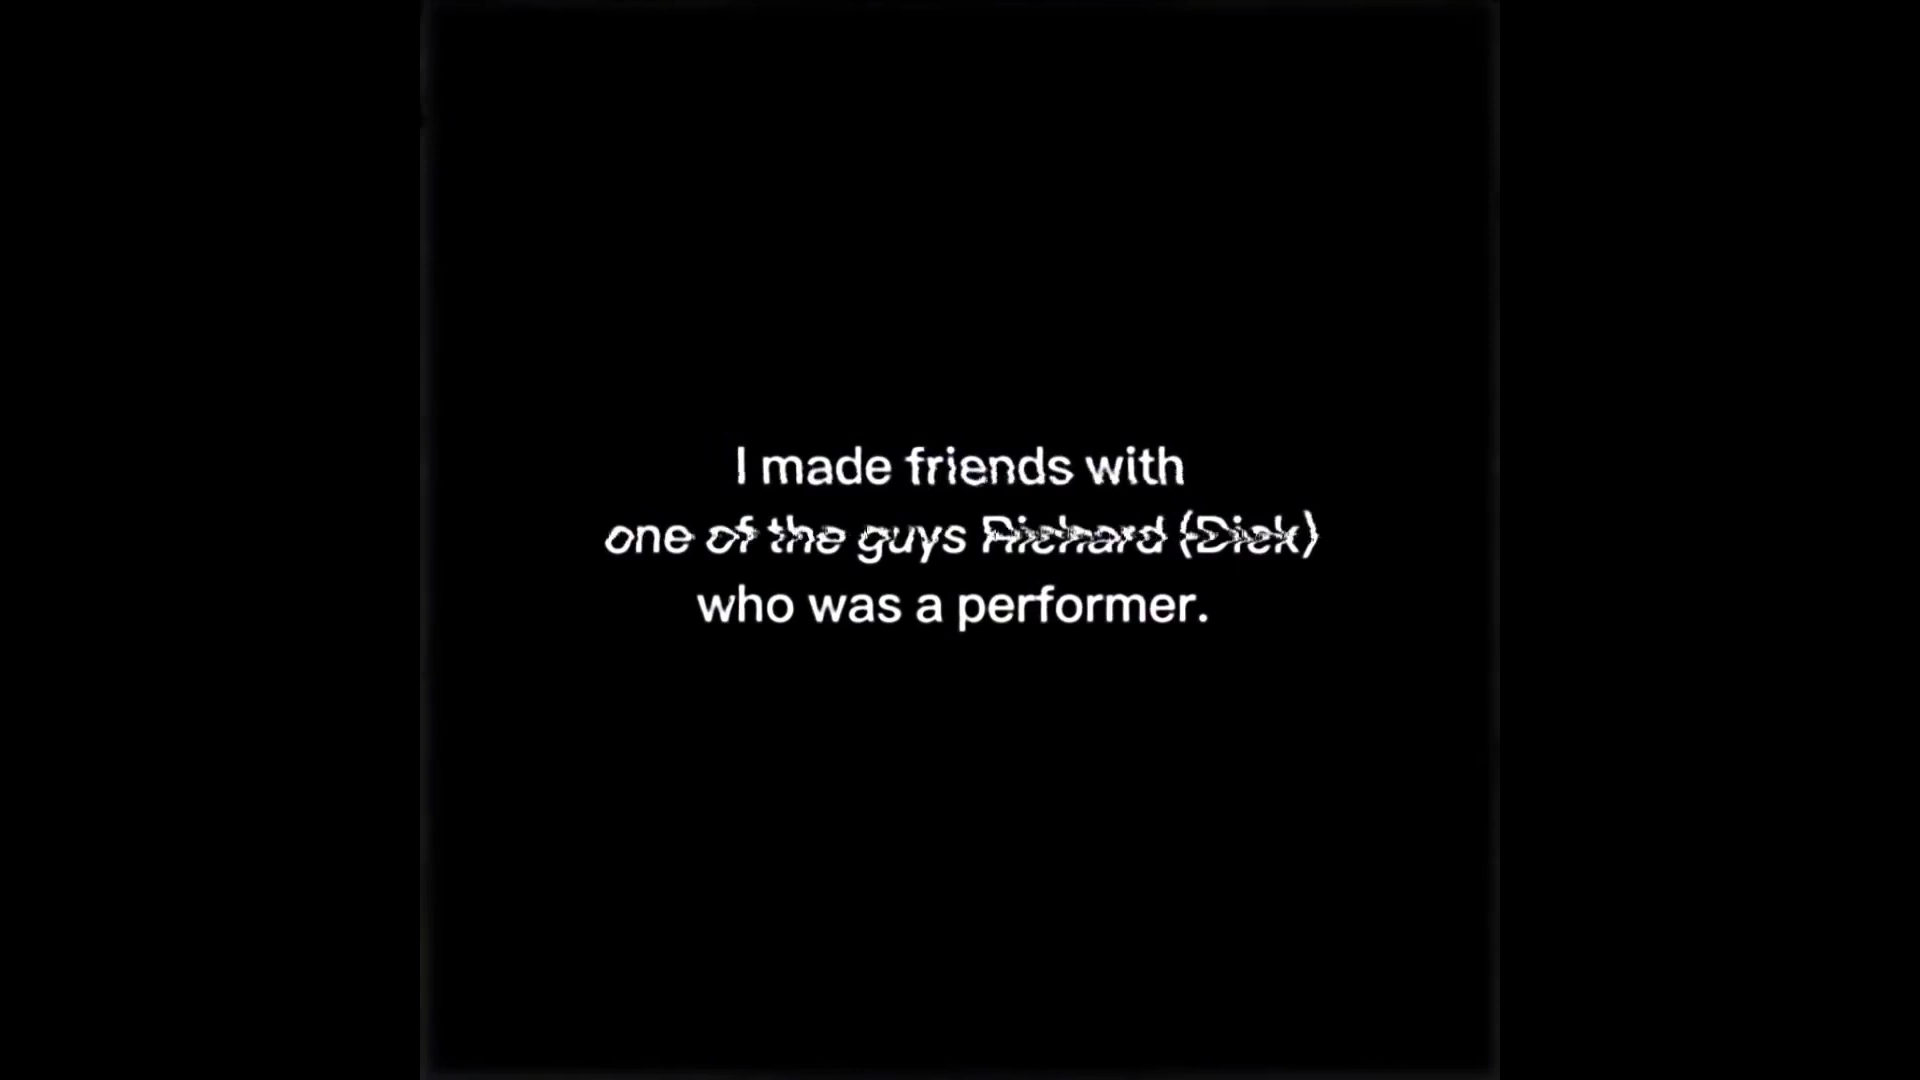 I made friends with
one of the guys Richard (Dick)
who was a performer.